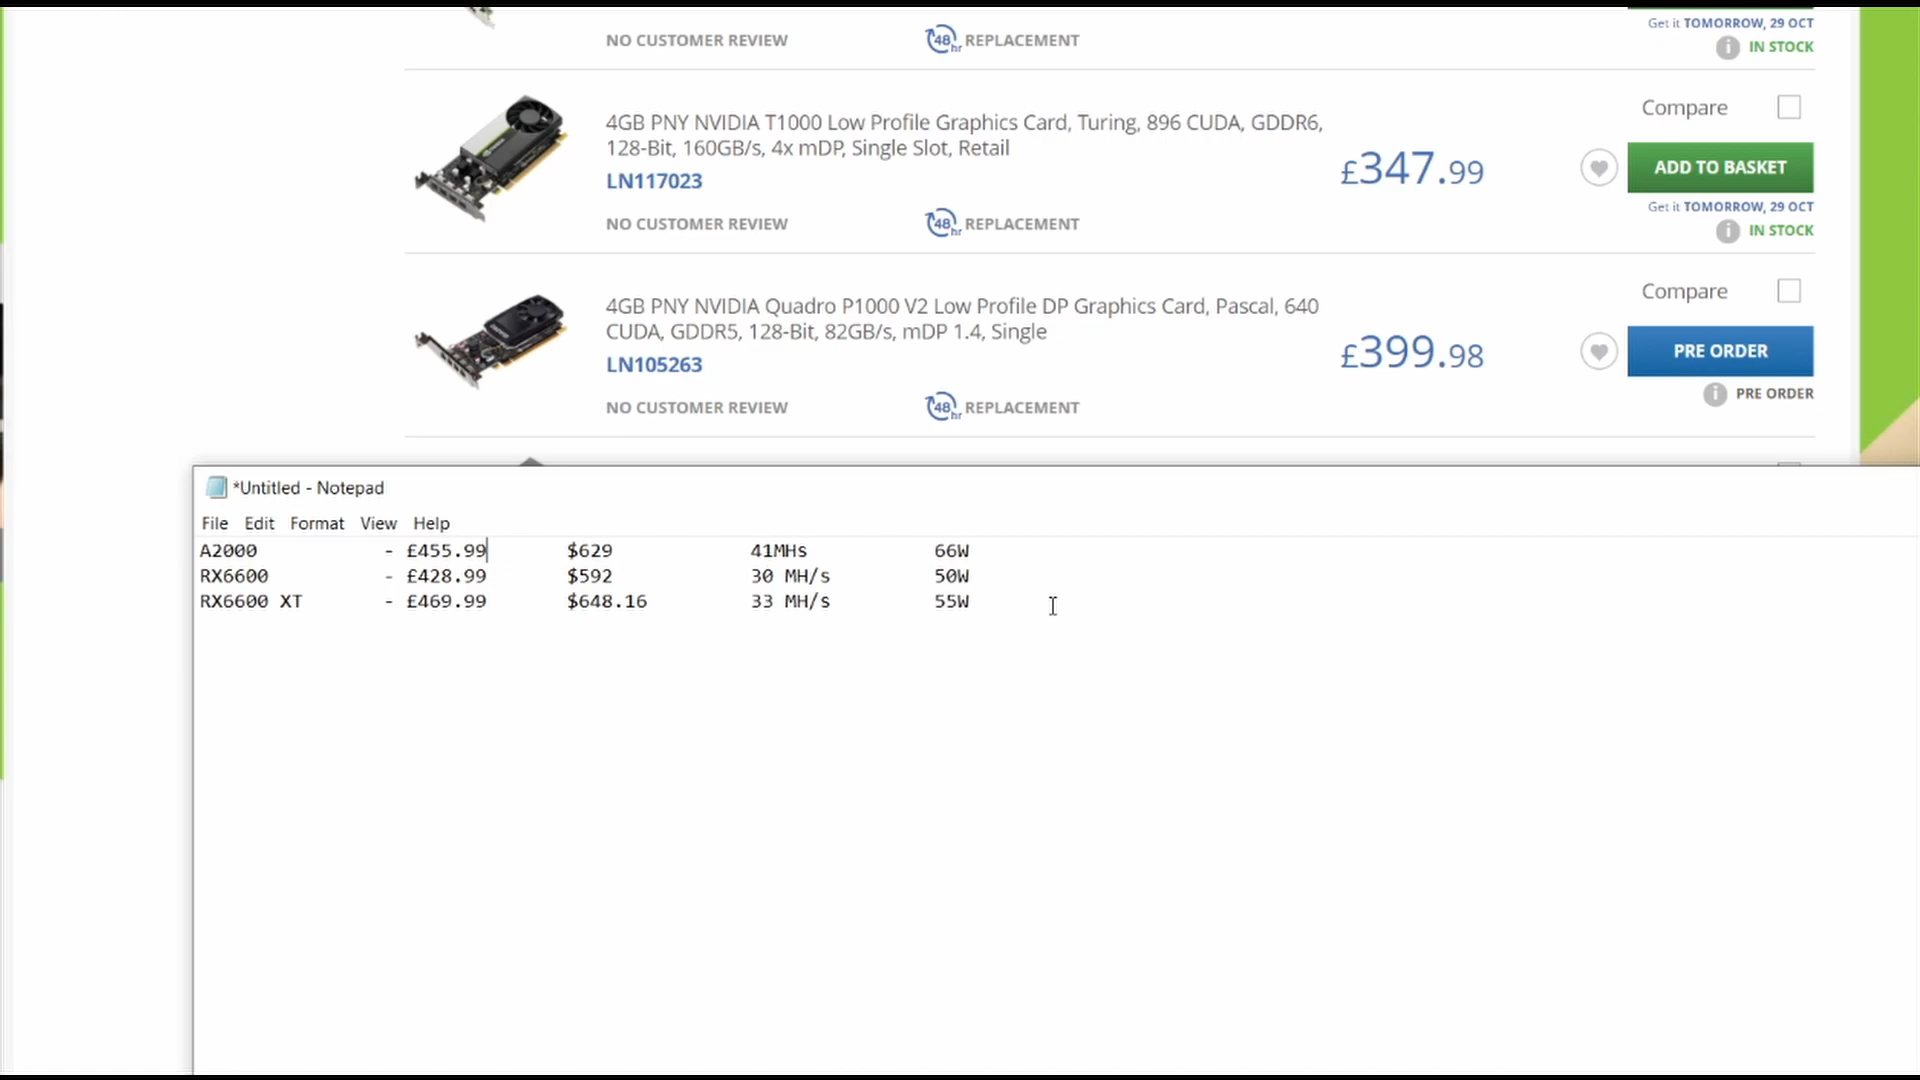 Get it TOMORROW, 29 OCT
NO CUSTOMER REVIEW 48hr REPLACEMENT i IN STOCK
4GB PNY NVIDIA T1000 Low Profile Graphics Card, Turing, 896 CUDA, GDDR6,
128-Bit, 160GB/s, 4x mDP, Single Slot, Retail
LN117023
£347.99
Compare
ADD TO BASKET
Get it TOMORROW, 29 OCT
NO CUSTOMER REVIEW 48hr REPLACEMENT i IN STOCK
4GB PNY NVIDIA Quadro P1000 V2 Low Profile DP Graphics Card, Pascal, 640
CUDA, GDDR5, 128-Bit, 82GB/s, mDP 1.4, Single
LN105263
£399.98
Compare
PRE ORDER
i PRE ORDER
NO CUSTOMER REVIEW 48hr REPLACEMENT
*Untitled - Notepad
File Edit Format View Help
A2000 - £455.99 $629 41MHs 66W
RX6600 - £428.99 $592 30 MH/s 50W
RX6600 XT - £469.99 $648.16 33 MH/s 55W